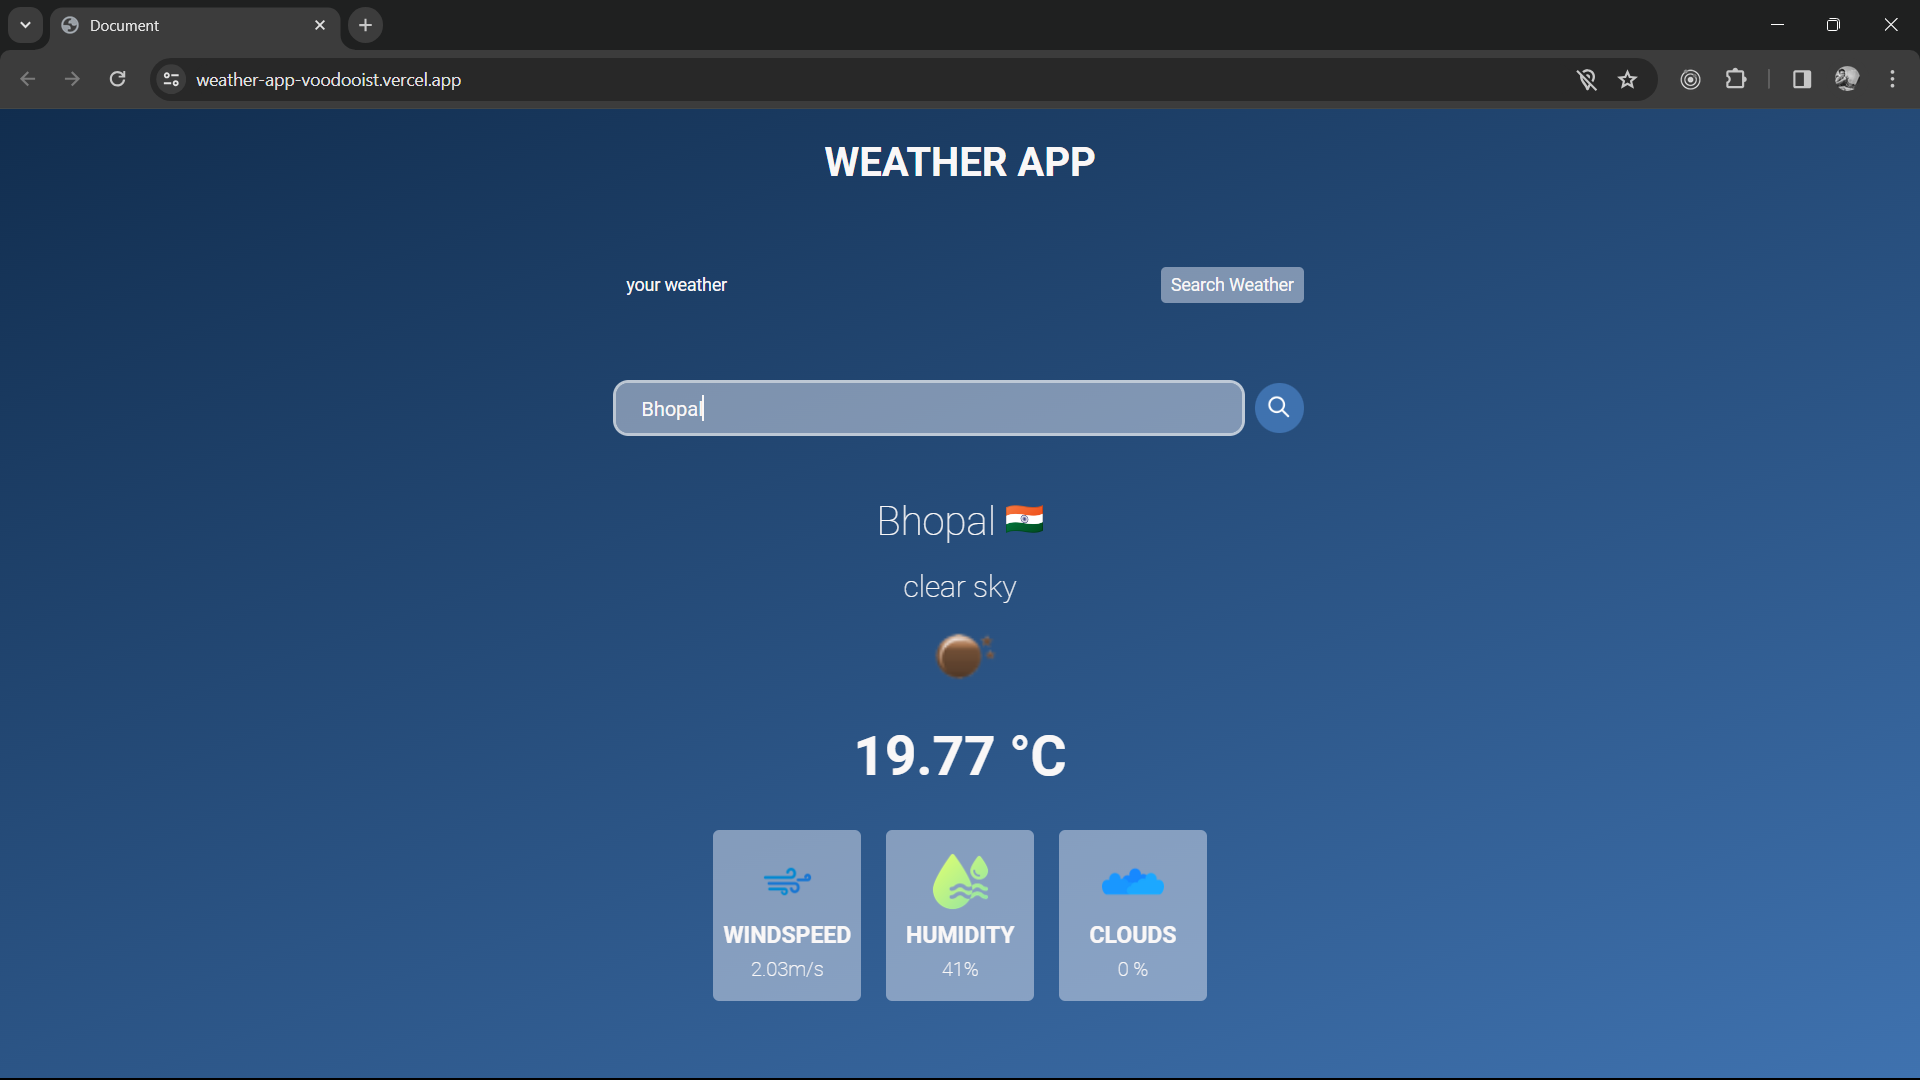 Document
weather-app-voodooist.vercel.app
WEATHER APP
your weather
Search Weather
Bhopal
Bhopal
clear sky
19.77 °C
WINDSPEED
2.03m/s
HUMIDITY
41%
CLOUDS
0 %